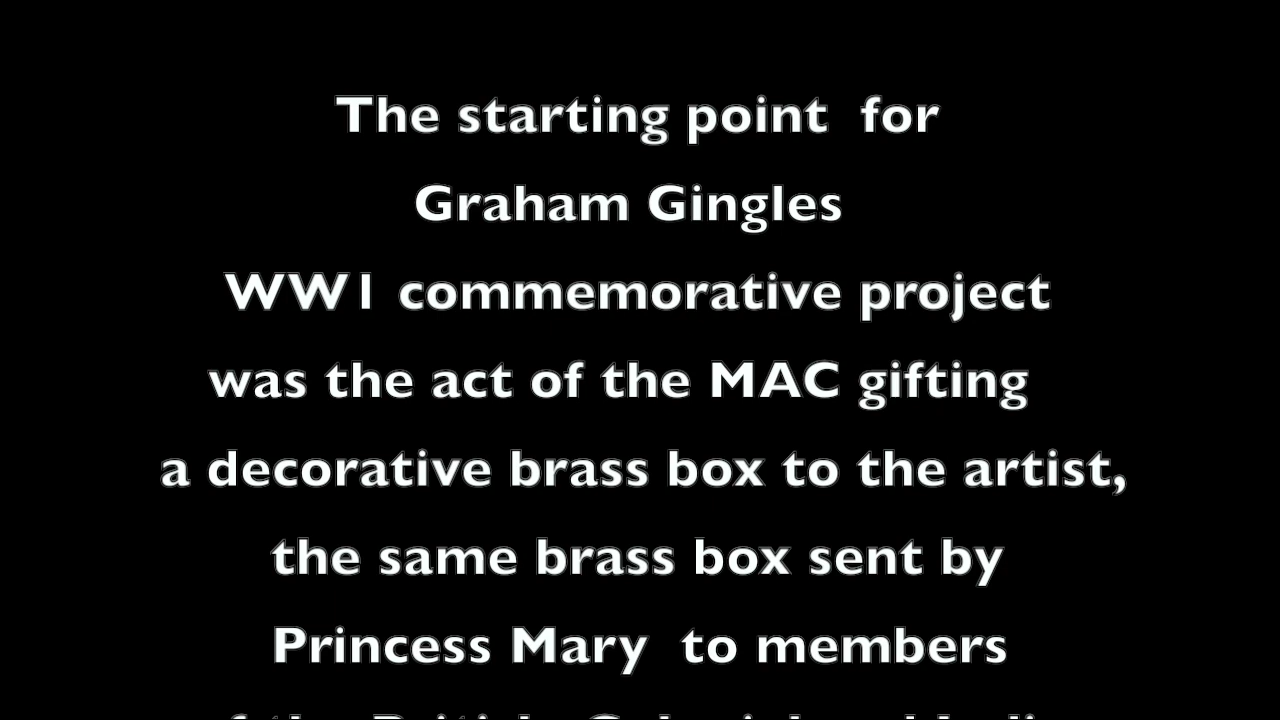 The starting point for
Graham Gingles
WW1 commemorative project
was the act of the MAC gifting
a decorative brass box to the artist,
the same brass box sent by
Princess Mary to members